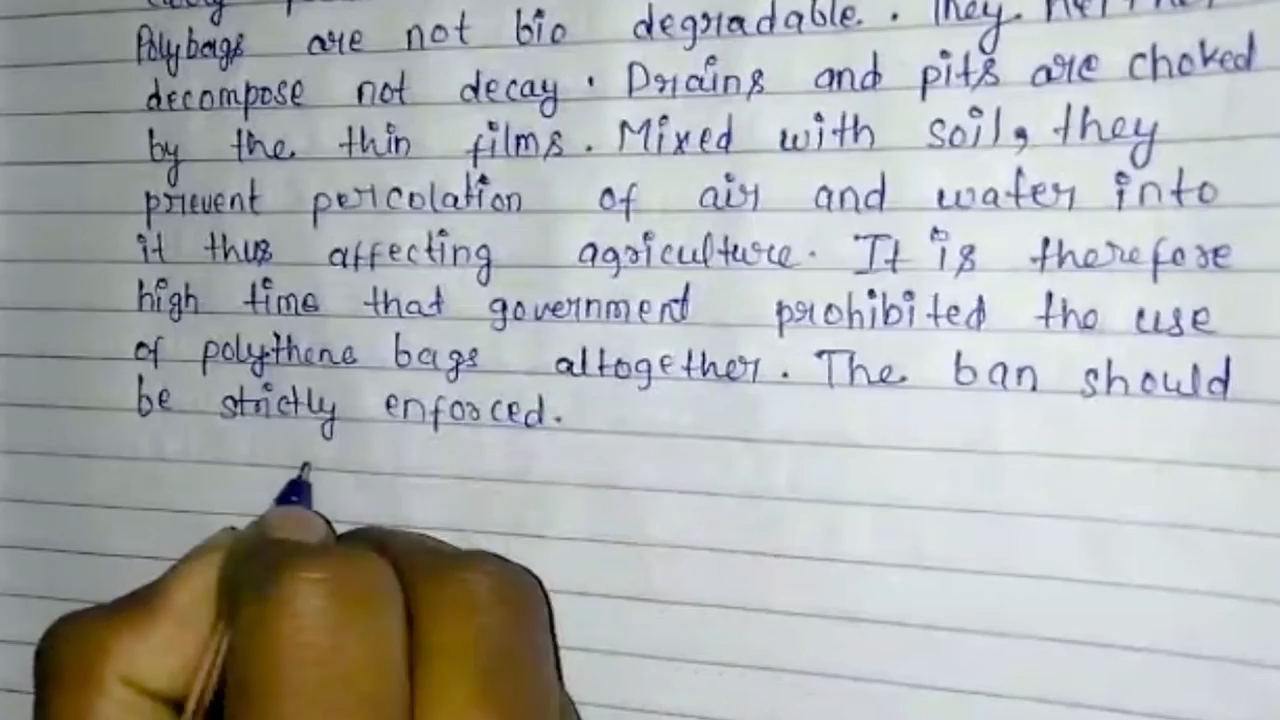 Polybags are not bio degradable. They
decompose not decay. Drains and pits are choked
by the thin films. Mixed with soil, they
prevent percolation of air and water into
it thus affecting agriculture. It is therefore
high time that government prohibited the use
of polythene bags altogether. The ban should
be strictly enforced.